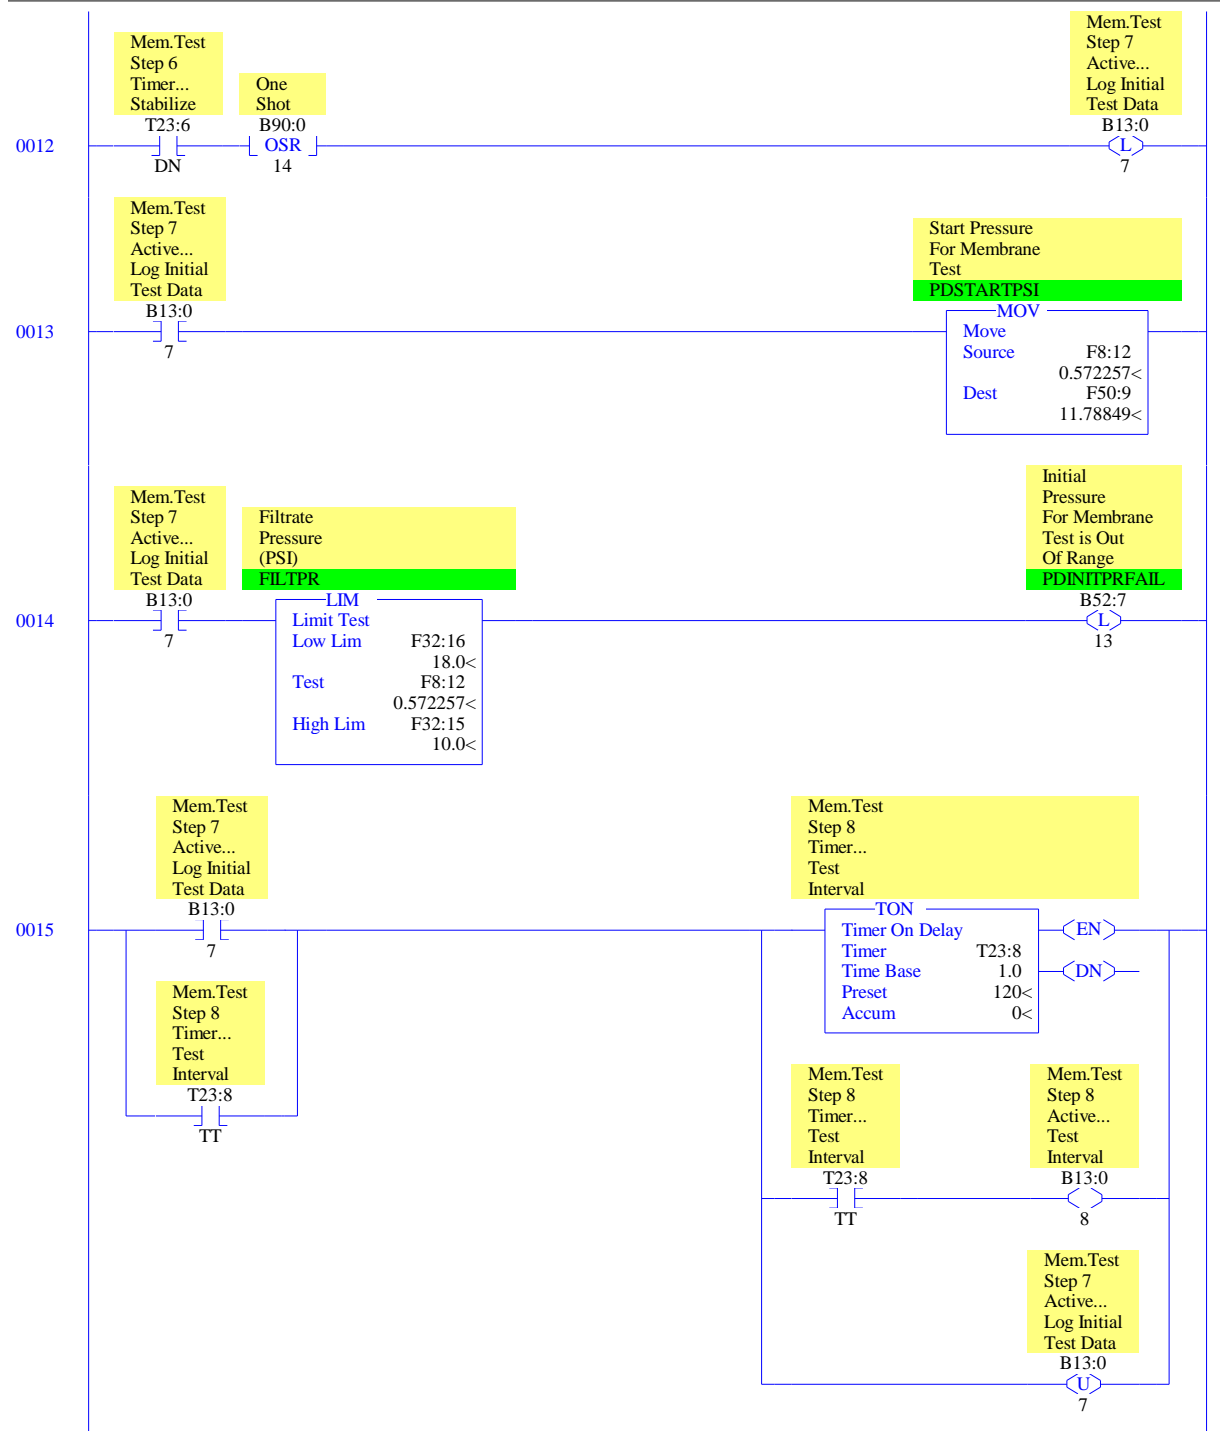 Mem.Test
Step 6
Timer...
Stabilize
T23:6
DN
One
Shot
B90:0
OSR
14
Mem.Test
Step 7
Active...
Log Initial
Test Data
B13:0
L
7
0012
Mem.Test
Step 7
Active...
Log Initial
Test Data
B13:0
7
Start Pressure
For Membrane
Test
PDSTARTPSI
MOV
Move
Source F8:12
0.572257<
Dest F50:9
11.78849<
0013
Mem.Test
Step 7
Active...
Log Initial
Test Data
B13:0
7
Filtrate
Pressure
(PSI)
FILTPR
LIM
Limit Test
Low Lim F32:16
18.0<
Test F8:12
0.572257<
High Lim F32:15
10.0<
Initial
Pressure
For Membrane
Test is Out
Of Range
PDINITPRFAIL
B52:7
L
13
0014
Mem.Test
Step 7
Active...
Log Initial
Test Data
B13:0
7
Mem.Test
Step 8
Timer...
Test
Interval
T23:8
TT
Mem.Test
Step 8
Timer...
Test
Interval
TON
Timer On Delay
Timer T23:8
Time Base 1.0
Preset 120<
Accum 0<
EN
DN
0015
Mem.Test
Step 8
Timer...
Test
Interval
T23:8
TT
Mem.Test
Step 8
Active...
Test
Interval
B13:0
8
Mem.Test
Step 7
Active...
Log Initial
Test Data
B13:0
U
7